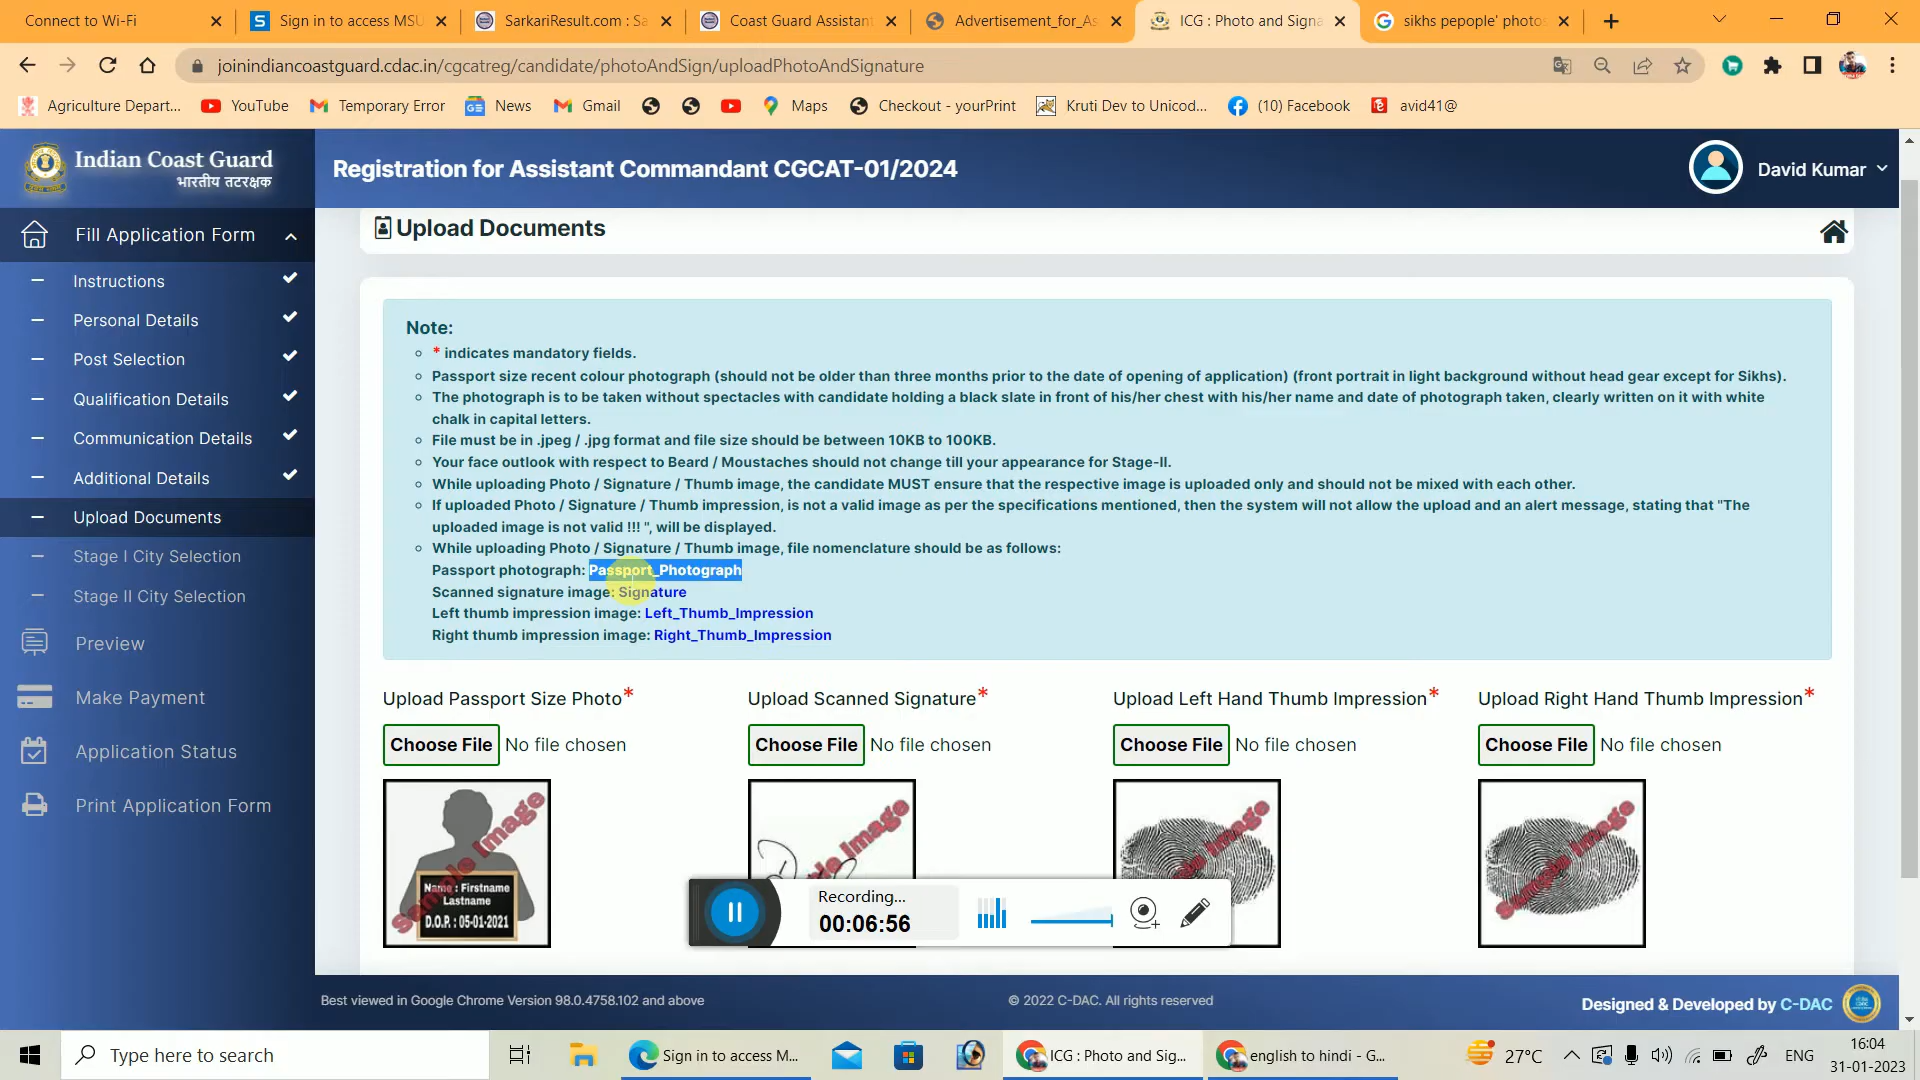 Connect to Wi-Fi
Sign in to access MSU
SarkariResult.com : Sa
Coast Guard Assistant
Advertisement_for_As
ICG : Photo and Signa
sikhs pepople' photos
joinindiancoastguard.cdac.in/cgcatreg/candidate/photoAndSign/uploadPhotoAndSignature
Agriculture Depart...
YouTube
Temporary Error
News
Gmail
Maps
Checkout - yourPrint
Kruti Dev to Unicod...
(10) Facebook
avid41@
Indian Coast Guard
भारतीय तटरक्षक
Registration for Assistant Commandant CGCAT-01/2024
David Kumar
Fill Application Form
Instructions
Personal Details
Post Selection
Qualification Details
Communication Details
Additional Details
Upload Documents
Stage I City Selection
Stage II City Selection
Preview
Make Payment
Application Status
Print Application Form
Upload Documents
Note:
* indicates mandatory fields.
Passport size recent colour photograph (should not be older than three months prior to the date of opening of application) (front portrait in light background without head gear except for Sikhs).
The photograph is to be taken without spectacles with candidate holding a black slate in front of his/her chest with his/her name and date of photograph taken, clearly written on it with white
chalk in capital letters.
File must be in .jpeg / .jpg format and file size should be between 10KB to 100KB.
Your face outlook with respect to Beard / Moustaches should not change till your appearance for Stage-II.
While uploading Photo / Signature / Thumb image, the candidate MUST ensure that the respective image is uploaded only and should not be mixed with each other.
If uploaded Photo / Signature / Thumb impression, is not a valid image as per the specifications mentioned, then the system will not allow the upload and an alert message, stating that "The
uploaded image is not valid !!! ", will be displayed.
While uploading Photo / Signature / Thumb image, file nomenclature should be as follows:
Passport photograph: Passport_Photograph
Scanned signature image: Signature
Left thumb impression image: Left_Thumb_Impression
Right thumb impression image: Right_Thumb_Impression
Upload Passport Size Photo*
Upload Scanned Signature*
Upload Left Hand Thumb Impression*
Upload Right Hand Thumb Impression*
Choose File No file chosen
Choose File No file chosen
Choose File No file chosen
Choose File No file chosen
Sample Image
Name : Firstname
Lastname
D.O.P. : 05-01-2021
Image
Sample Image
Sample Image
Recording...
00:06:56
Best viewed in Google Chrome Version 98.0.4758.102 and above
© 2022 C-DAC. All rights reserved
Designed & Developed by C-DAC
Type here to search
Sign in to access M...
ICG : Photo and Sig...
english to hindi - G...
27°C
ENG
16:04
31-01-2023